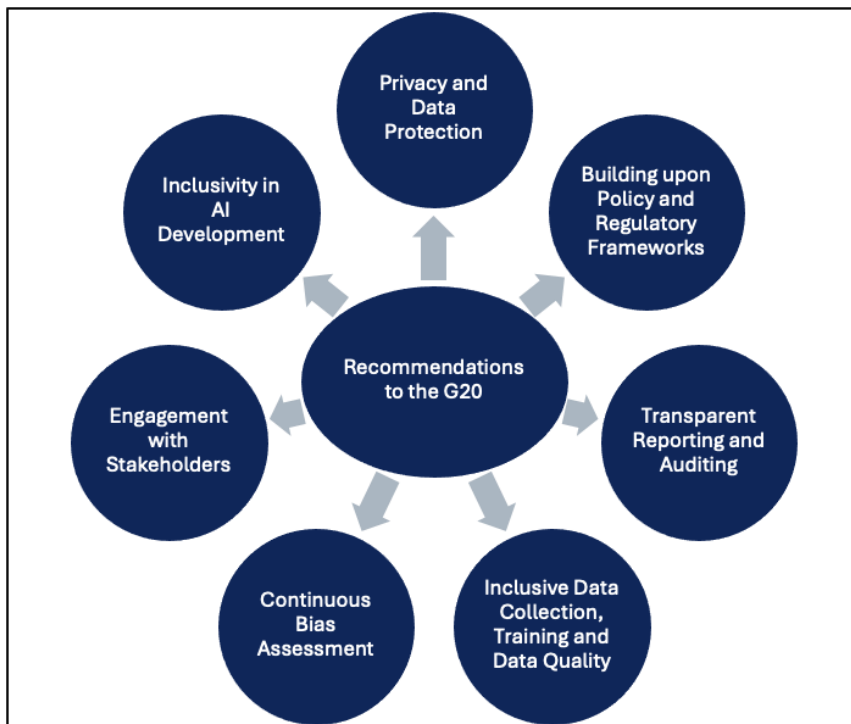 Privacy and
Data
Protection
Building upon
Policy and
Regulatory
Frameworks
Transparent
Reporting and
Auditing
Inclusive Data
Collection,
Training and
Data Quality
Continuous
Bias
Assessment
Engagement
with
Stakeholders
Inclusivity in
AI
Development
Recommendations
to the G20